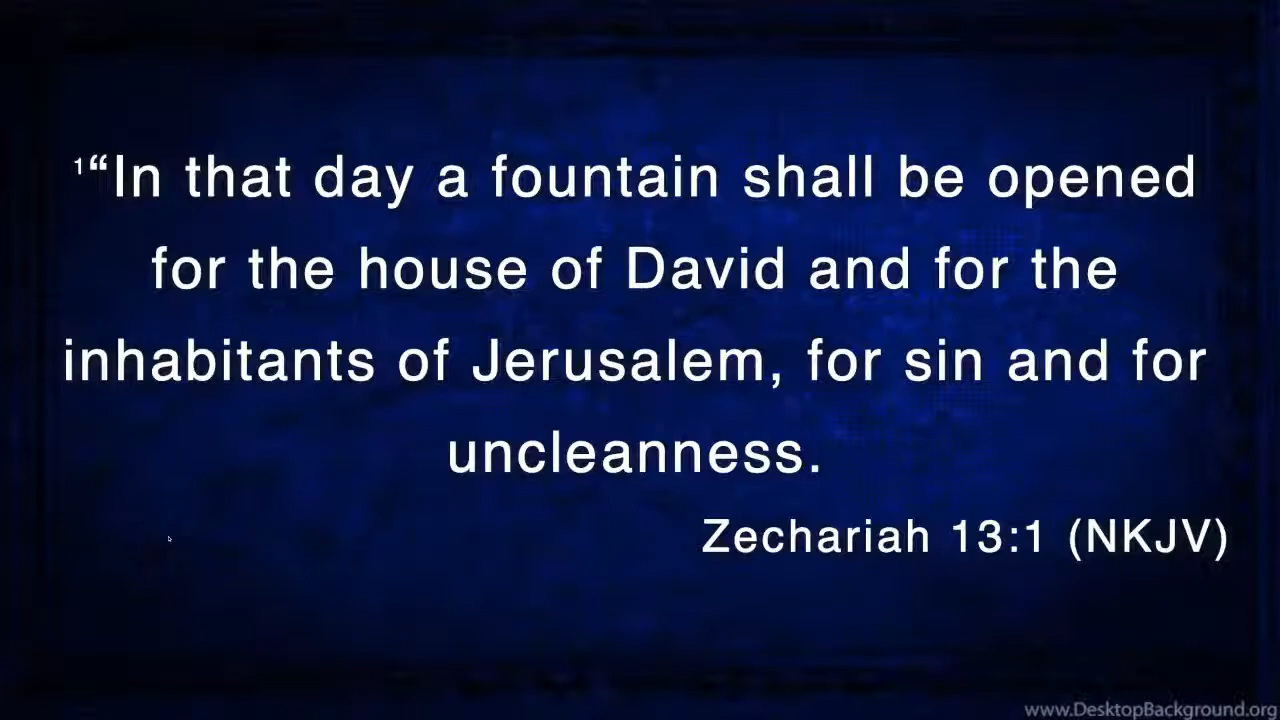 ¹“In that day a fountain shall be opened
for the house of David and for the
inhabitants of Jerusalem, for sin and for
uncleanness.
Zechariah 13:1 (NKJV)
www.DesktopBackground.org